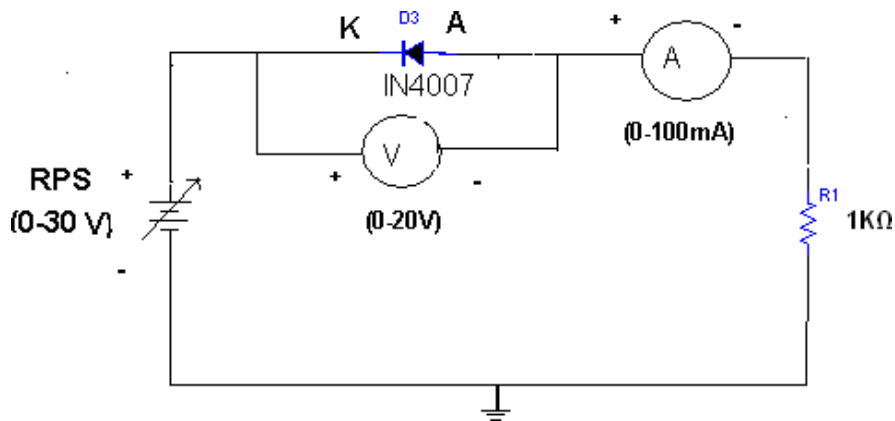 K
D3
A
IN4007
+
-
A
(0-100mA)
V
+
-
(0-20V)
RPS
+
(0-30 V)
-
R1
1KΩ